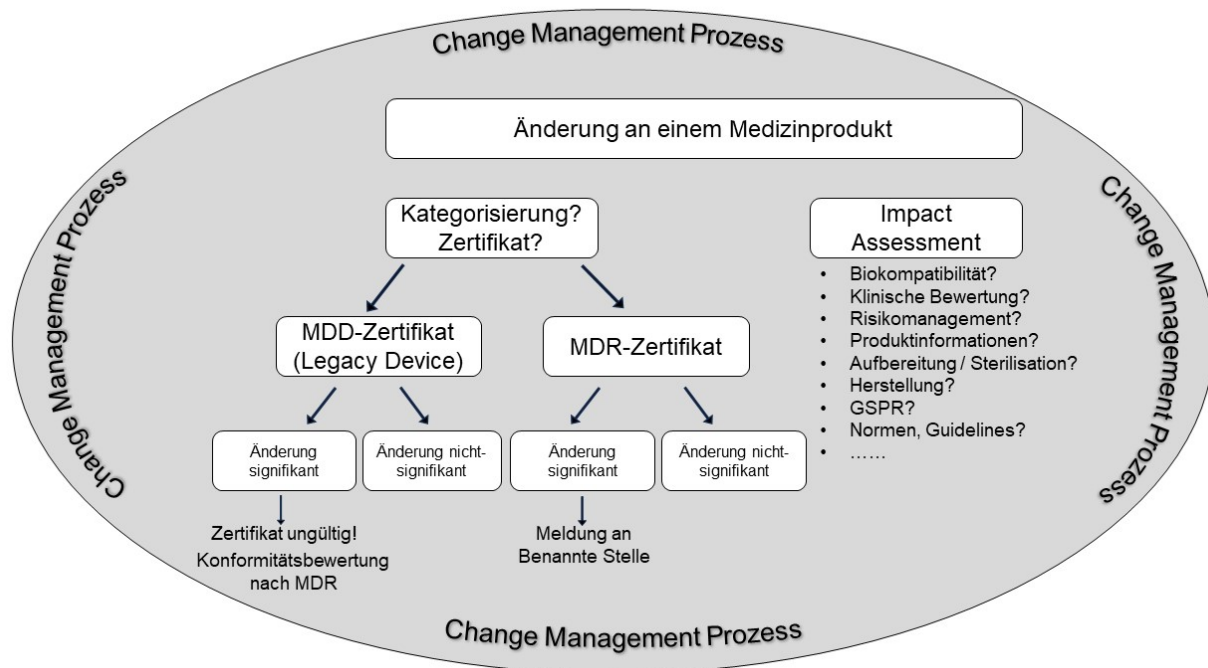 Change Management Prozess
Änderung an einem Medizinprodukt
Change Management Prozess
Change Management Prozess
Kategorisierung?
Zertifikat?
MDD-Zertifikat
(Legacy Device)
MDR-Zertifikat
Änderung
signifikant
Änderung nicht-
signifikant
Änderung
signifikant
Änderung nicht-
signifikant
Zertifikat ungültig!
Konformitätsbewertung
nach MDR
Meldung an
Benannte Stelle
Impact
Assessment
• Biokompatibilität?
• Klinische Bewertung?
• Risikomanagement?
• Produktinformationen?
• Aufbereitung / Sterilisation?
• Herstellung?
• GSPR?
• Normen, Guidelines?
• ……
Change Management Prozess